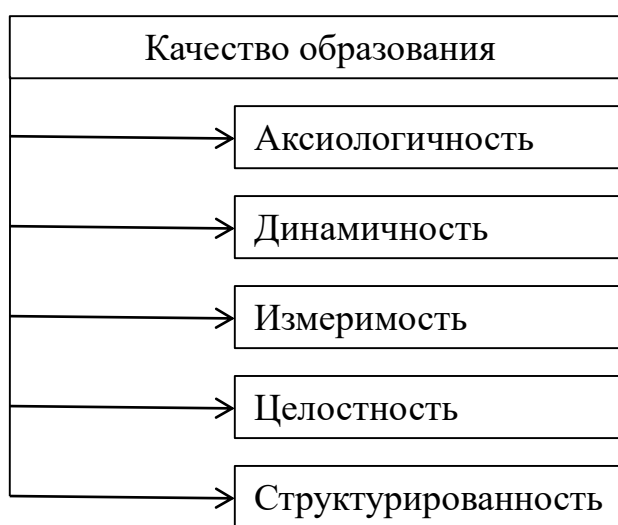 Качество образования
Аксиологичность
Динамичность
Измеримость
Целостность
Структурированность